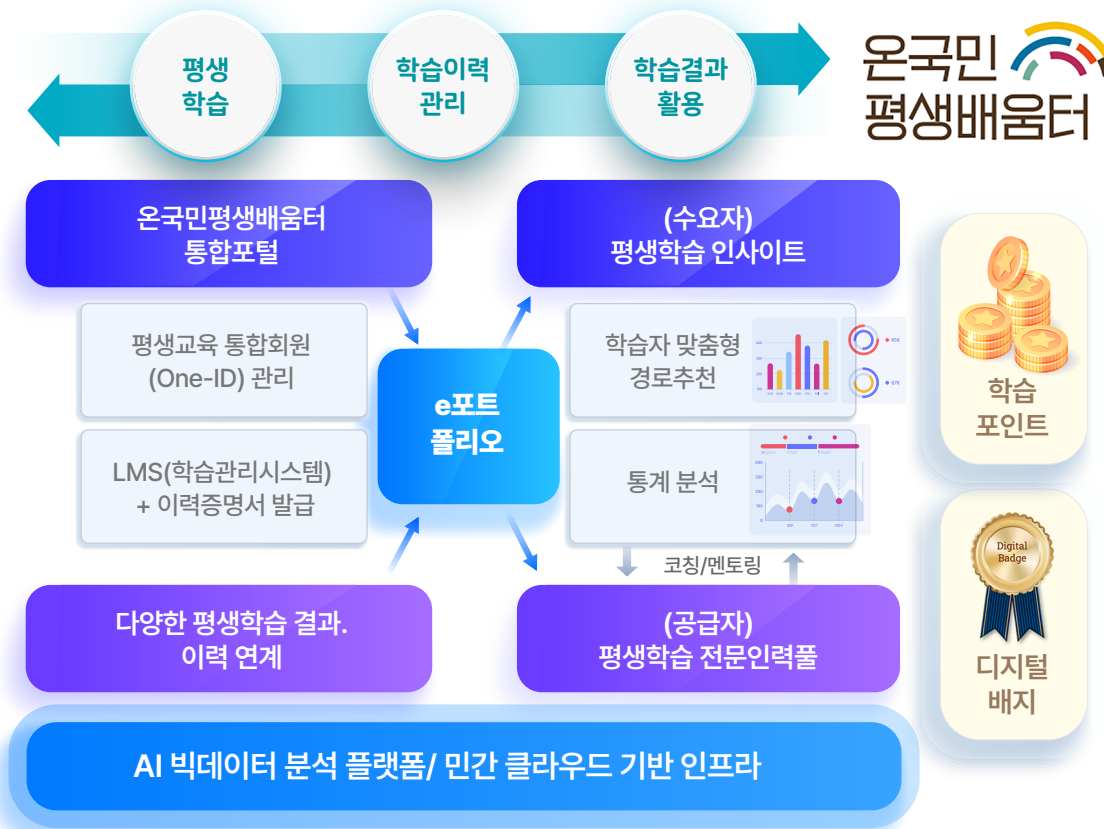 평생
학습
학습이력
관리
학습결과
활용
온국민
평생배움터
온국민평생배움터
통합포털
(수요자)
평생학습 인사이트
평생교육 통합회원
(One-ID) 관리
학습자 맞춤형
경로추천
45K
67K
e포트
폴리오
LMS(학습관리시스템)
+ 이력증명서 발급
통계 분석
코칭/멘토링
다양한 평생학습 결과.
이력 연계
(공급자)
평생학습 전문인력풀
학습
포인트
Digital
Badge
디지털
배지
AI 빅데이터 분석 플랫폼/ 민간 클라우드 기반 인프라